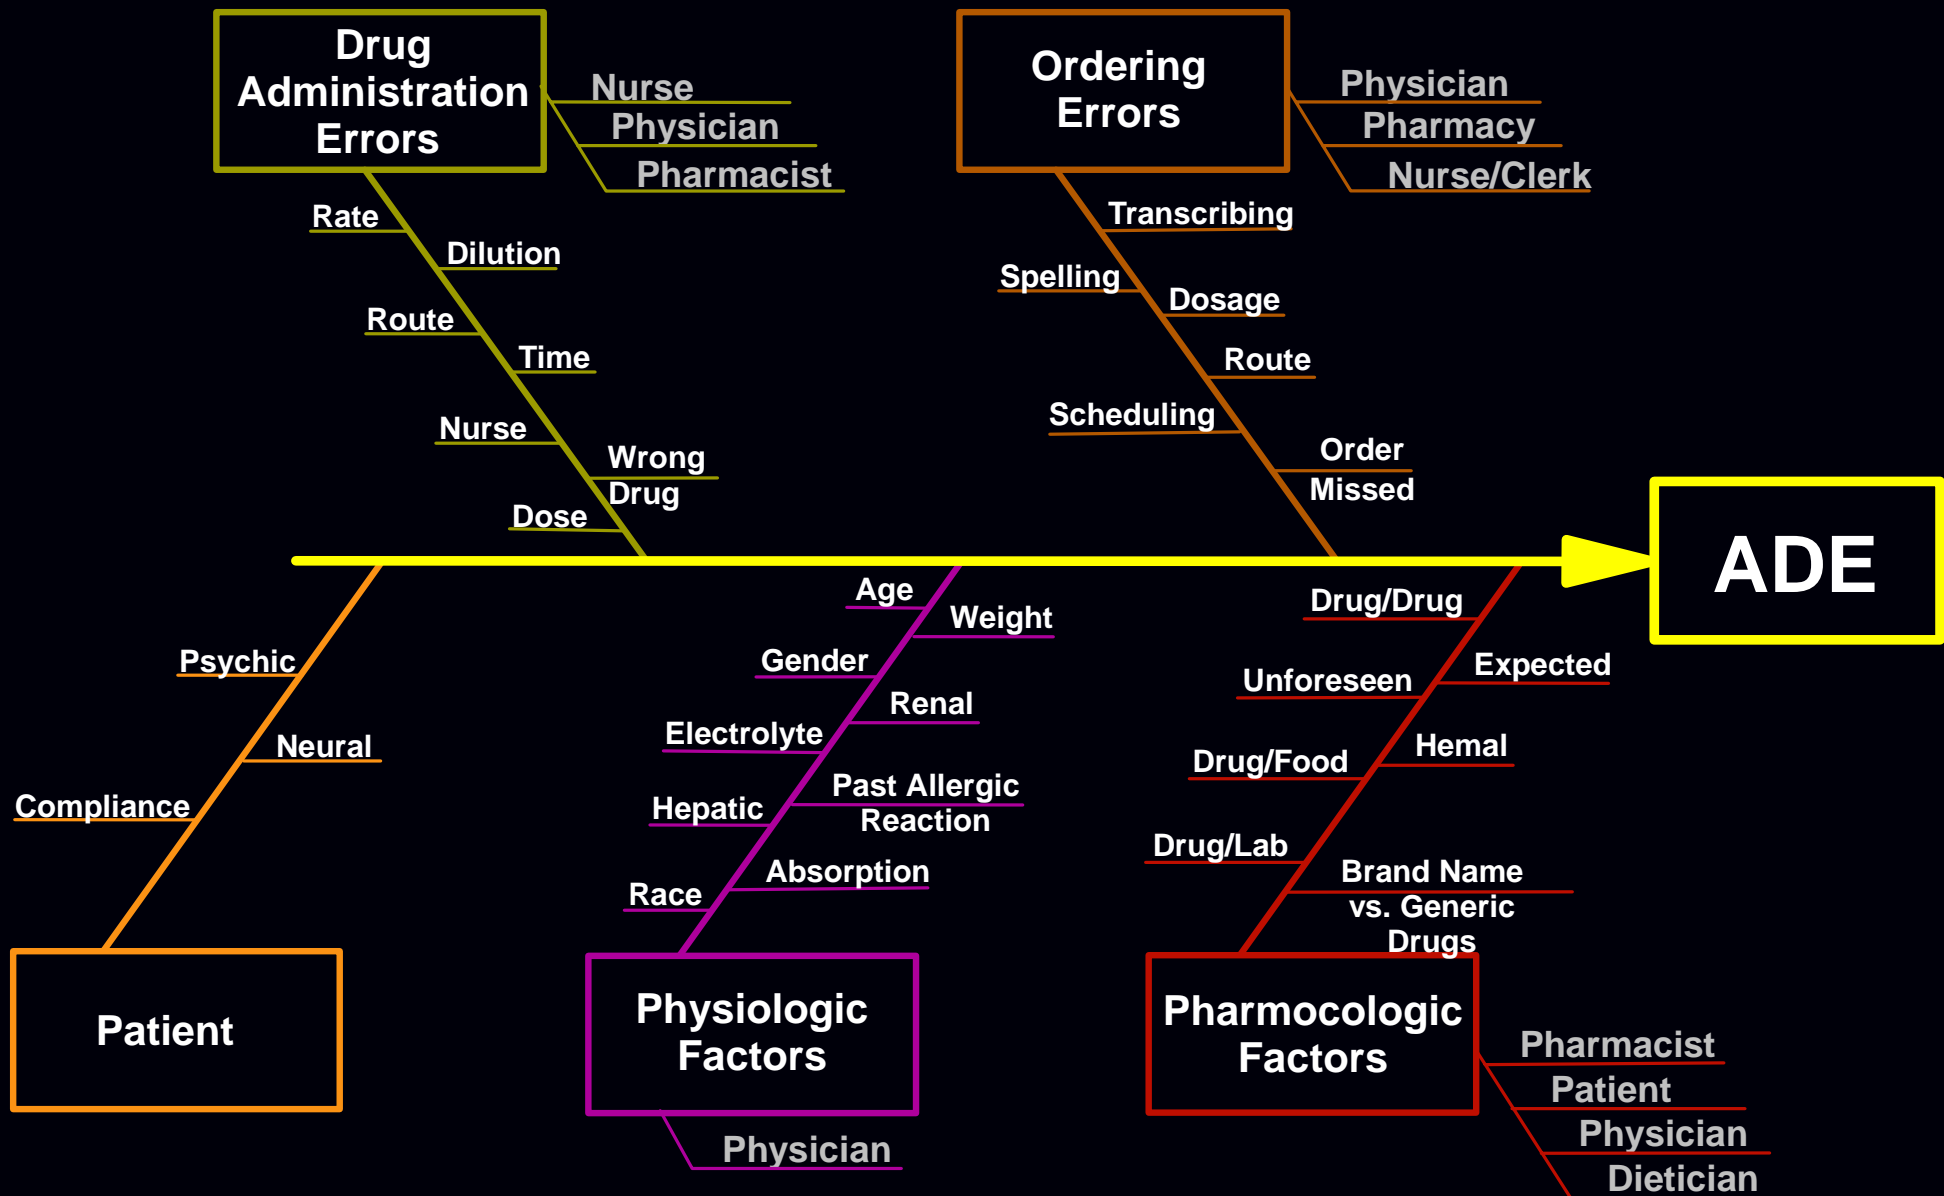 Drug
Administration
Errors
Nurse
Physician
Pharmacist
Rate
Dilution
Route
Time
Nurse
Wrong
Drug
Dose
Ordering
Errors
Physician
Pharmacy
Nurse/Clerk
Transcribing
Spelling
Dosage
Route
Scheduling
Order
Missed
ADE
Psychic
Neural
Compliance
Patient
Age
Weight
Gender
Renal
Electrolyte
Past Allergic
Reaction
Hepatic
Absorption
Race
Physiologic
Factors
Physician
Drug/Drug
Expected
Unforeseen
Hemal
Drug/Food
Drug/Lab
Brand Name
vs. Generic
Drugs
Pharmocologic
Factors
Pharmacist
Patient
Physician
Dietician